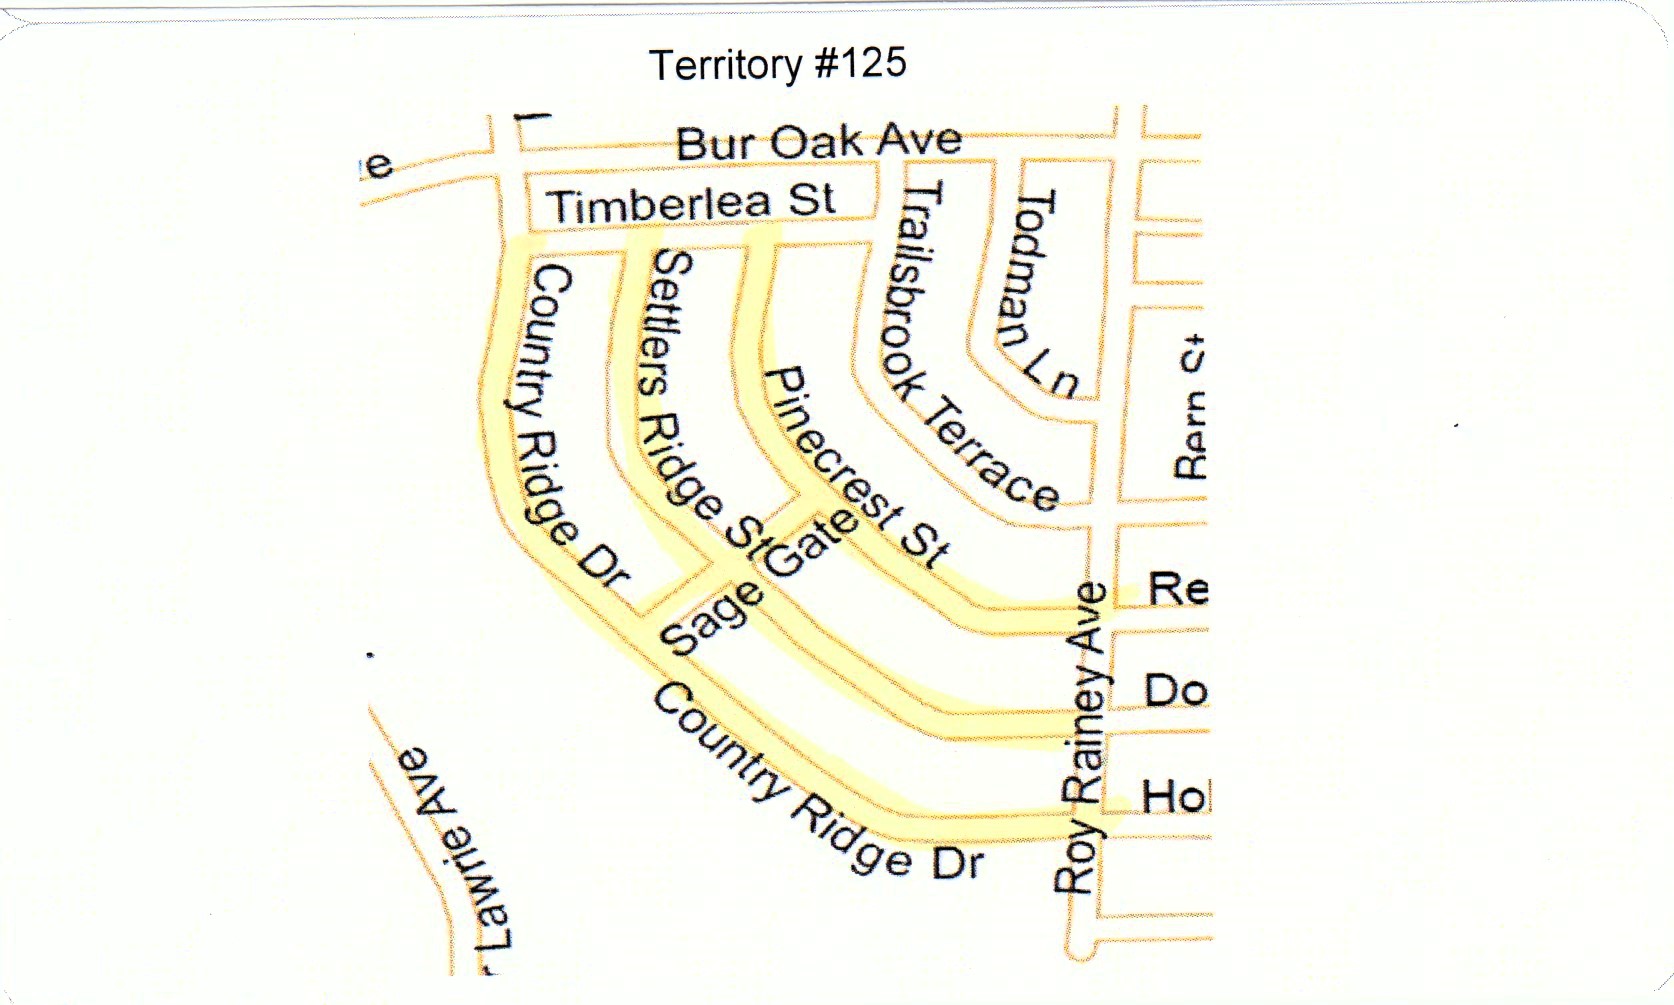 Territory #125
Bur Oak Ave
e
Timberlea St
Trailsbrook Terrace
Todman Ln
Country Ridge Dr
Settlers Ridge St
Pinecrest St
Sage Gate
Re
Do
Ho
Roy Rainey Ave
Country Ridge Dr
Lawrie Ave